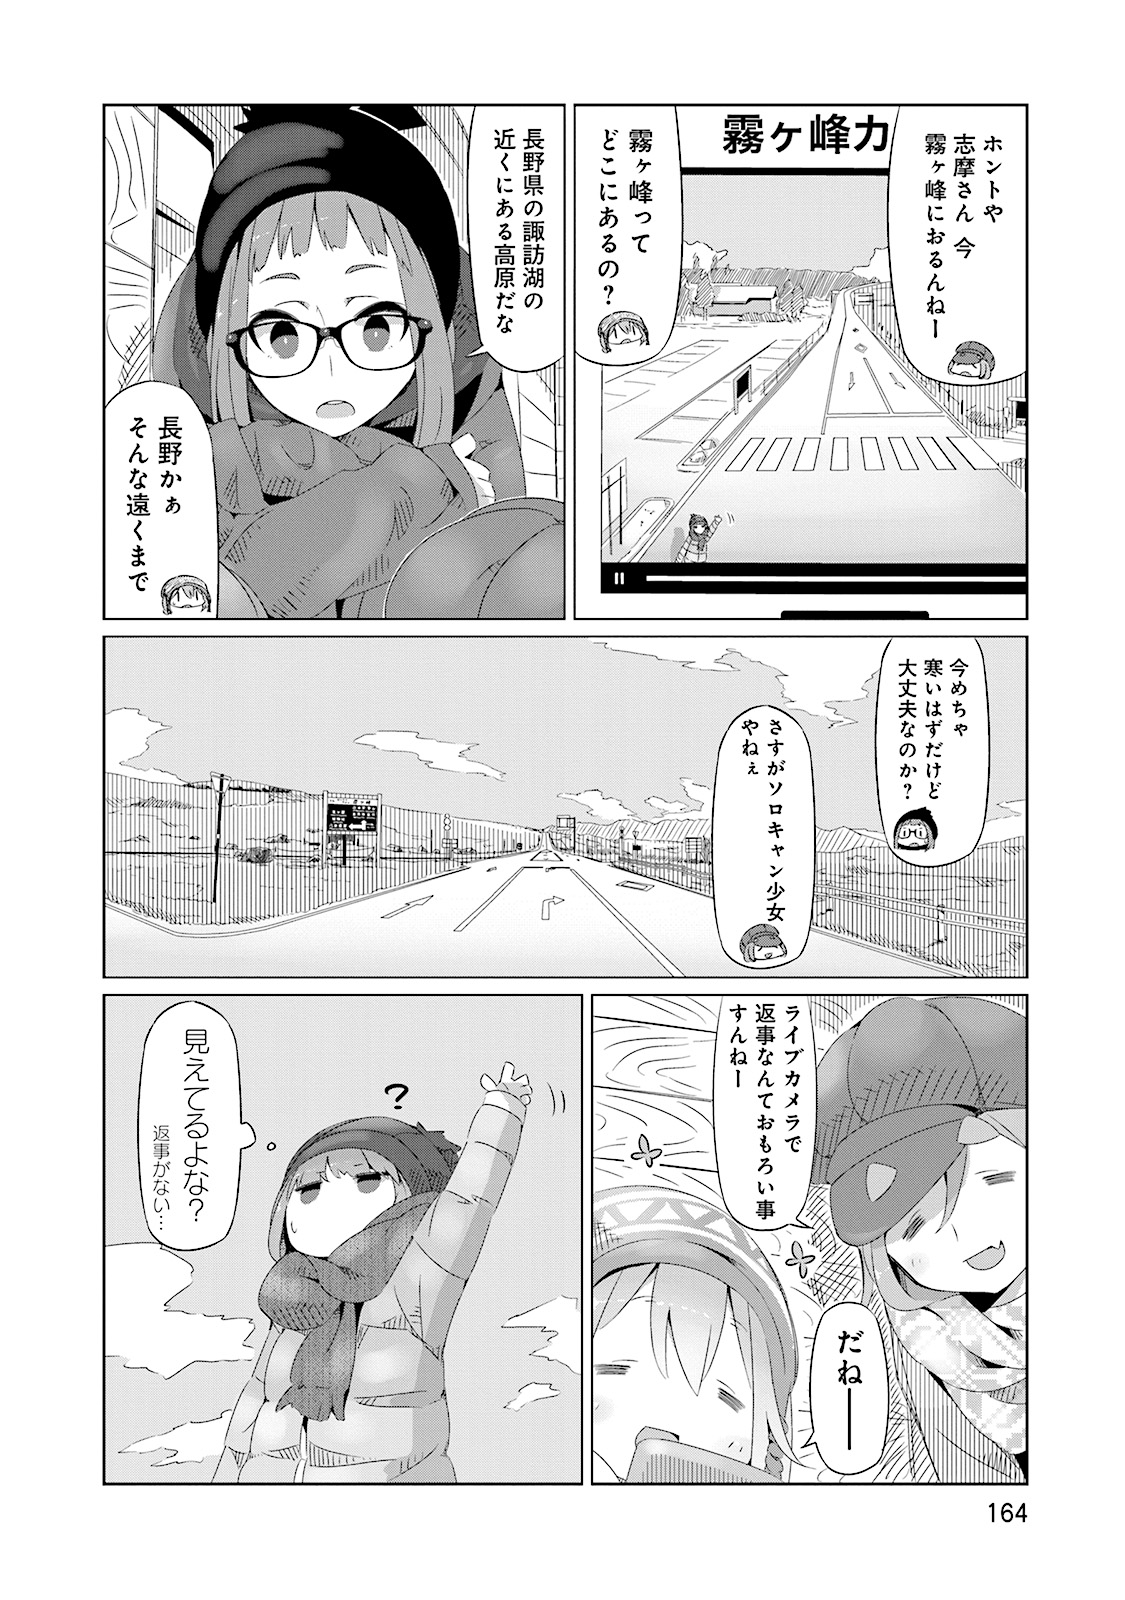 霧ヶ峰カ
ホントや
志摩さん 今
霧ヶ峰におるんねー
霧ヶ峰って
どこにあるの？
長野県の諏訪湖の
近くにある高原だな
長野かぁ
そんな遠くまで
今めちゃ
寒いはずだけど
大丈夫なのか？
さすがソロキャン少女
やねぇ
ライブカメラで
返事なんておもろい事
すんねー
だねー
?
見えてるよな？
返事がない…
164